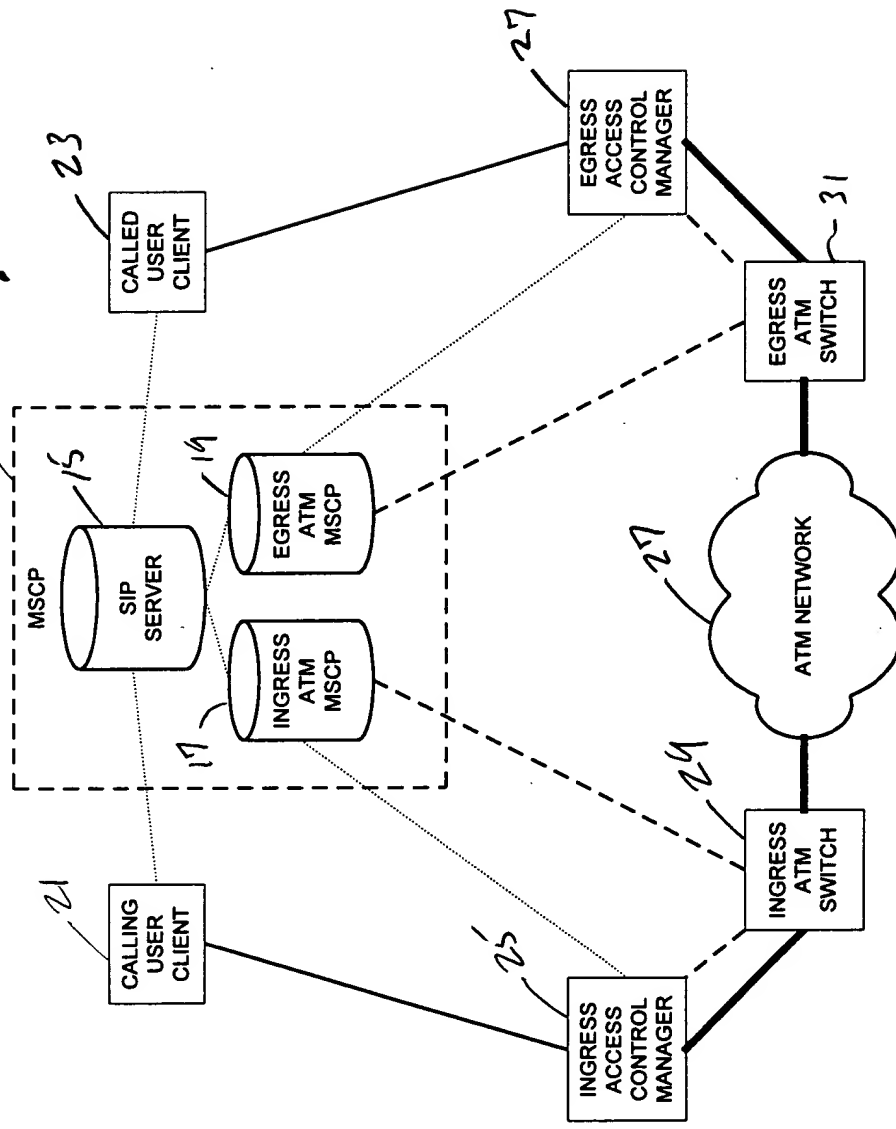 MSCP
15
SIP
SERVER
17
INGRESS
ATM
MSCP
19
EGRESS
ATM
MSCP
21
CALLING
USER
CLIENT
23
CALLED
USER
CLIENT
25
INGRESS
ACCESS
CONTROL
MANAGER
27
EGRESS
ACCESS
CONTROL
MANAGER
29
INGRESS
ATM
SWITCH
27
ATM NETWORK
31
EGRESS
ATM
SWITCH